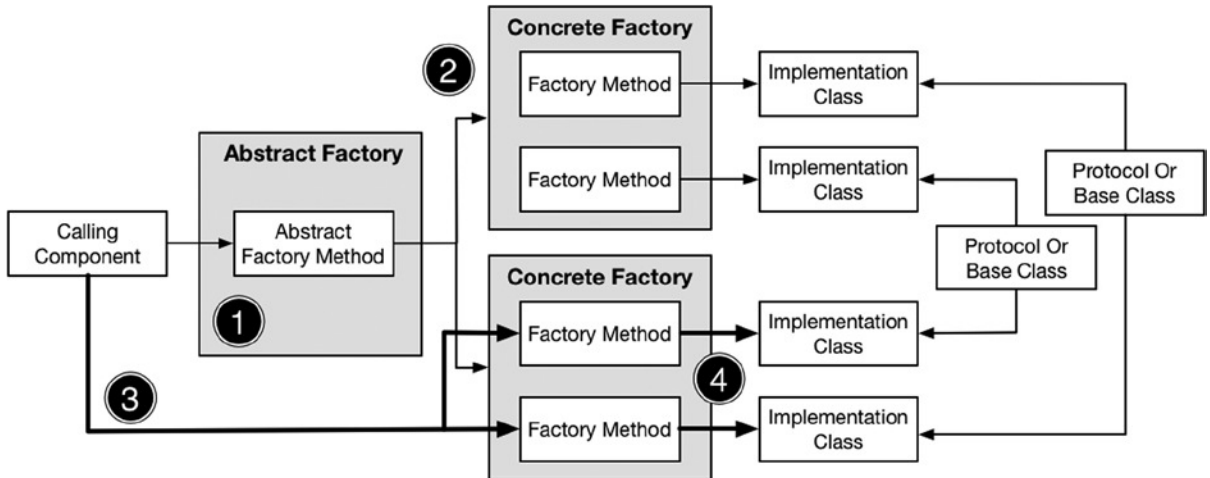 Concrete Factory
2
Factory Method
Implementation
Class
Abstract Factory
Factory Method
Implementation
Class
Protocol Or
Base Class
Calling
Component
Abstract
Factory Method
Protocol Or
Base Class
Concrete Factory
1
Factory Method
Implementation
Class
4
3
Factory Method
Implementation
Class